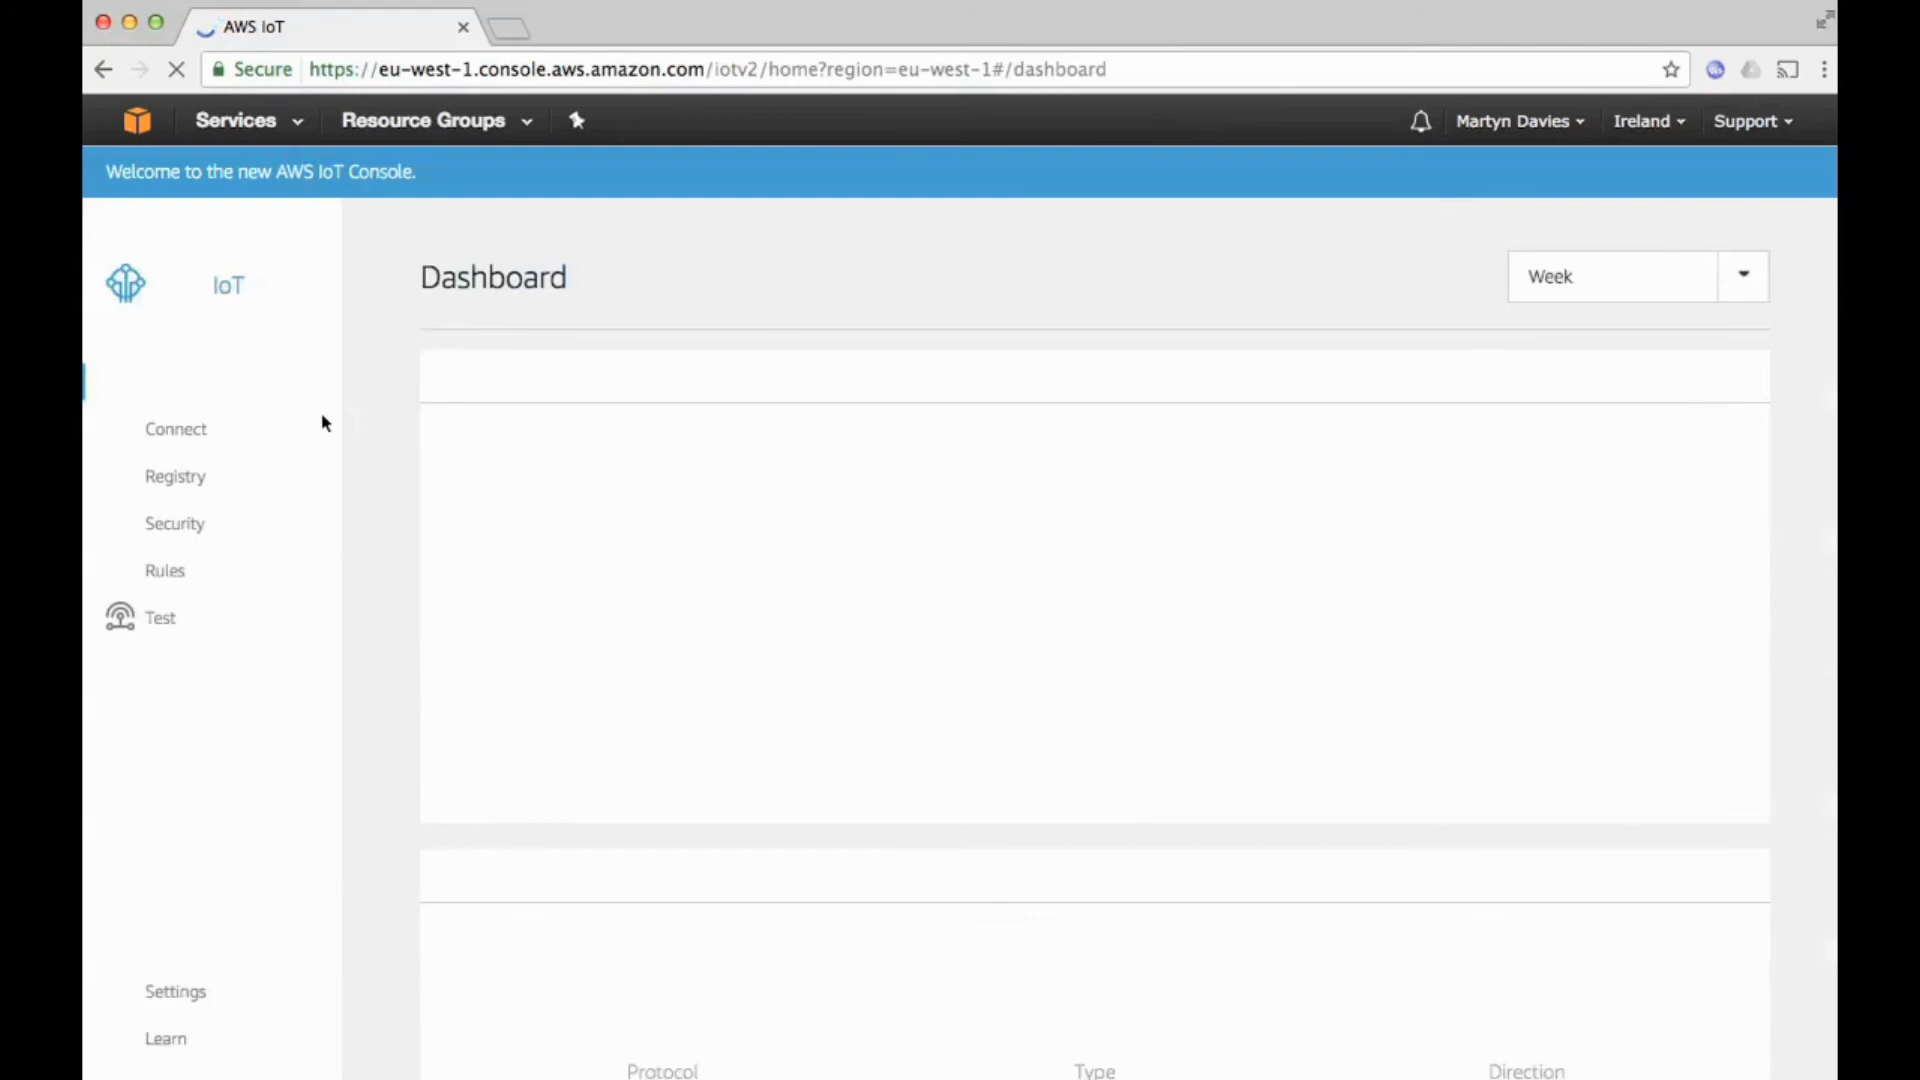 AWS IoT
Secure https://eu-west-1.console.aws.amazon.com/iotv2/home?region=eu-west-1#/dashboard
Services Resource Groups Martyn Davies Ireland Support
Welcome to the new AWS IoT Console.
IoT
Dashboard
Week
Connect
Registry
Security
Rules
Test
Settings
Learn
Protocol Type Direction